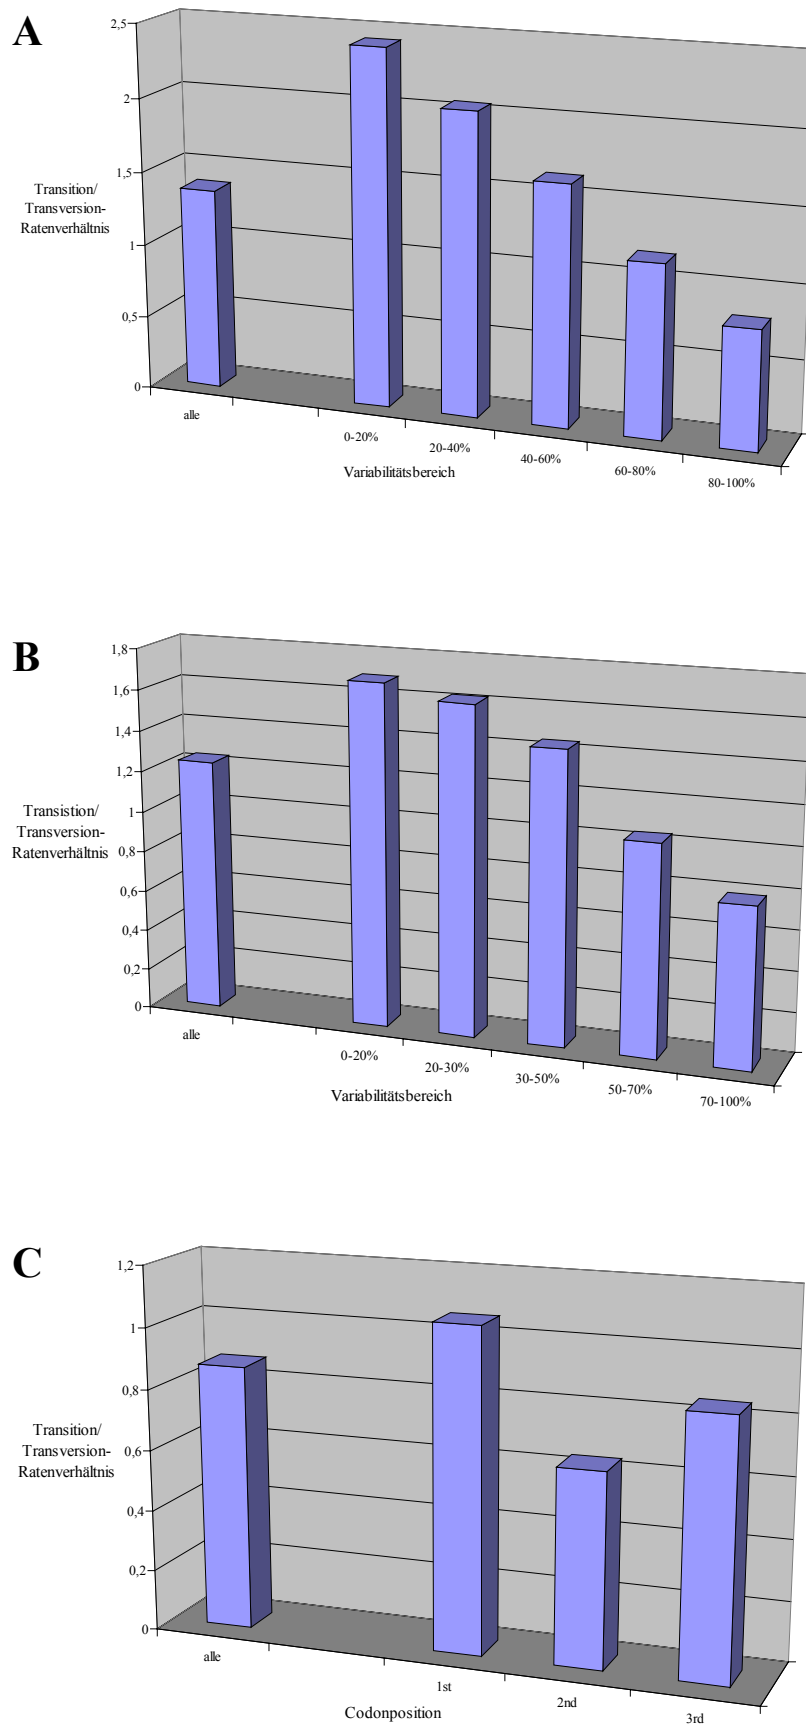 A
2,5
2
1,5
1
0,5
0
Transition/
Transversion-
Ratenverhältnis
alle
0-20%
20-40%
40-60%
60-80%
80-100%
Variabilitätsbereich
B
1,8
1,6
1,4
1,2
1
0,8
0,6
0,4
0,2
0
Transistion/
Transversion-
Ratenverhältnis
alle
0-20%
20-30%
30-50%
50-70%
70-100%
Variabilitätsbereich
C
1,2
1
0,8
0,6
0,4
0,2
0
Transition/
Transversion-
Ratenverhältnis
alle
1st
2nd
3rd
Codonposition